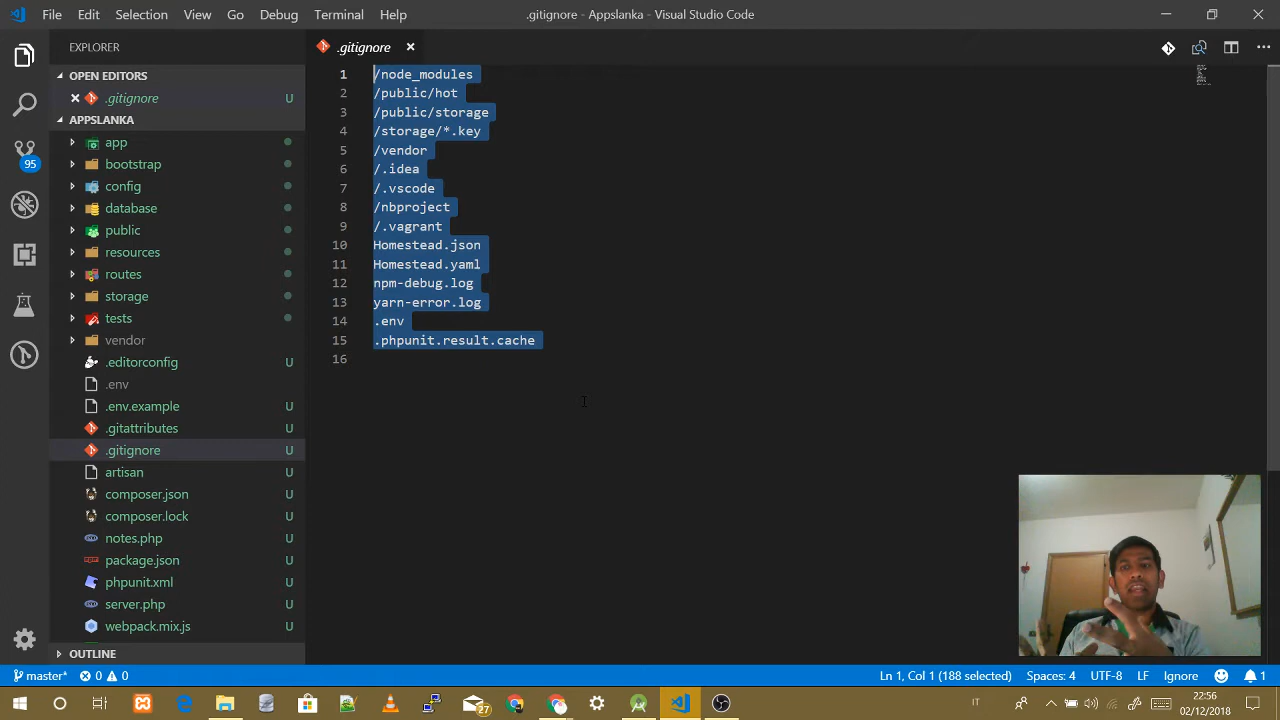 File Edit Selection View Go Debug Terminal Help
.gitignore - Appslanka - Visual Studio Code
EXPLORER
OPEN EDITORS
.gitignore U
APPSLANKA
app
bootstrap
config
database
public
resources
routes
storage
tests
vendor
.editorconfig U
.env
.env.example U
.gitattributes U
.gitignore U
artisan U
composer.json U
composer.lock U
notes.php U
package.json U
phpunit.xml U
server.php U
webpack.mix.js U
OUTLINE
95
.gitignore
1 /node_modules
2 /public/hot
3 /public/storage
4 /storage/*.key
5 /vendor
6 /.idea
7 /.vscode
8 /nbproject
9 /.vagrant
10 Homestead.json
11 Homestead.yaml
12 npm-debug.log
13 yarn-error.log
14 .env
15 .phpunit.result.cache
16
master* 0 0
Ln 1, Col 1 (188 selected) Spaces: 4 UTF-8 LF Ignore 1
27
IT
22:56
02/12/2018